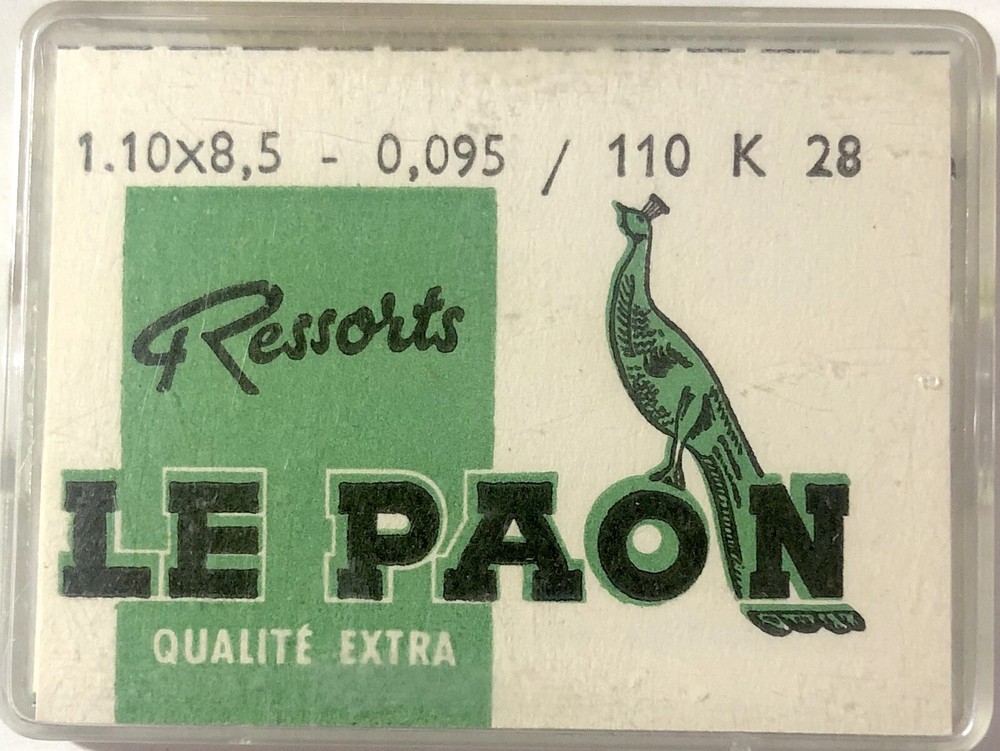 1.10x8,5 - 0,095 / 110 K 28
Ressorts
LE PAON
QUALITÉ EXTRA